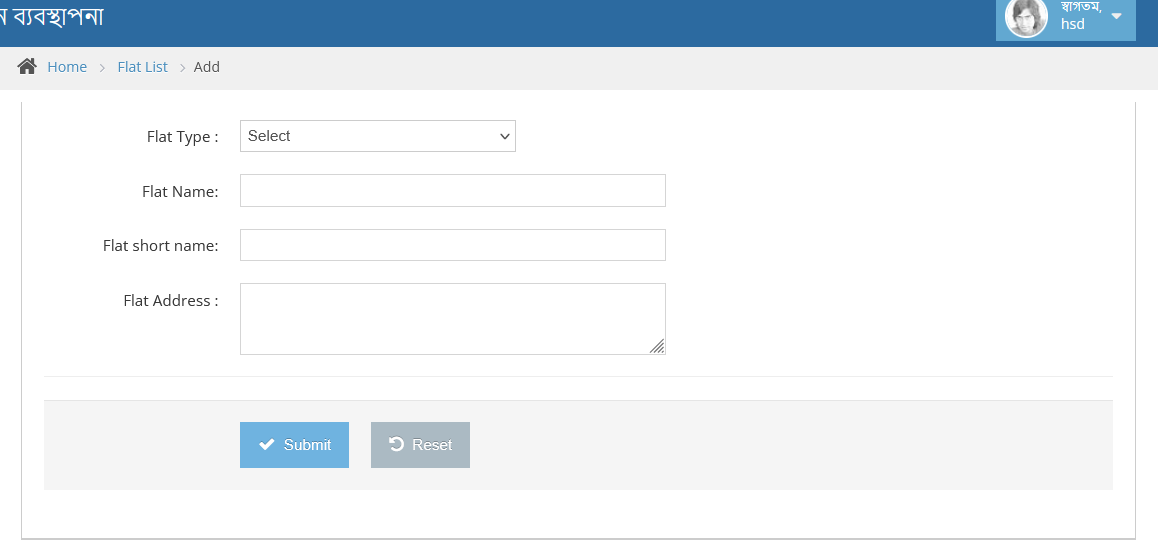 ব্যবস্থাপনা
স্বাগতম,
hsd
Home
Flat List
Add
Flat Type :
Select
Flat Name:
Flat short name:
Flat Address :
Submit
Reset